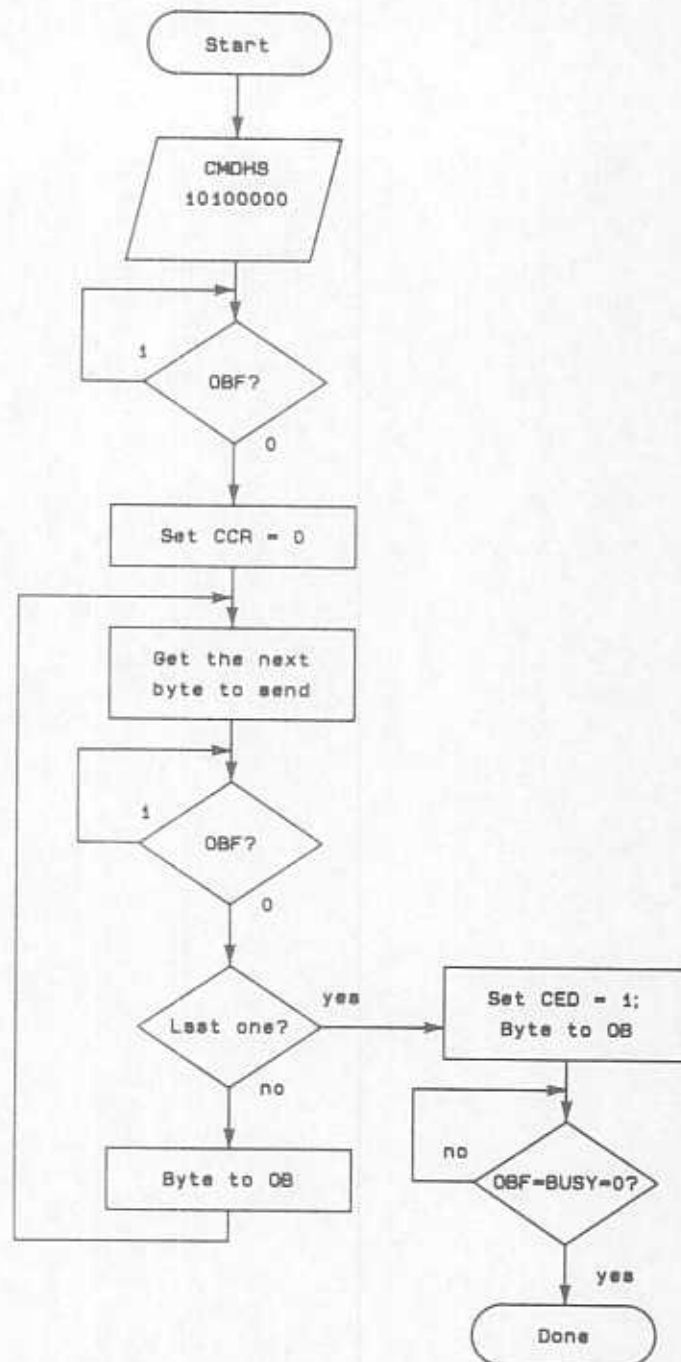 Start
CMDHS
10100000
1
OBF?
0
Set CCR = 0
Get the next
byte to send
1
OBF?
0
Last one?
yes
Set CED = 1;
Byte to OB
no
Byte to OB
no
OBF=BUSY=0?
yes
Done